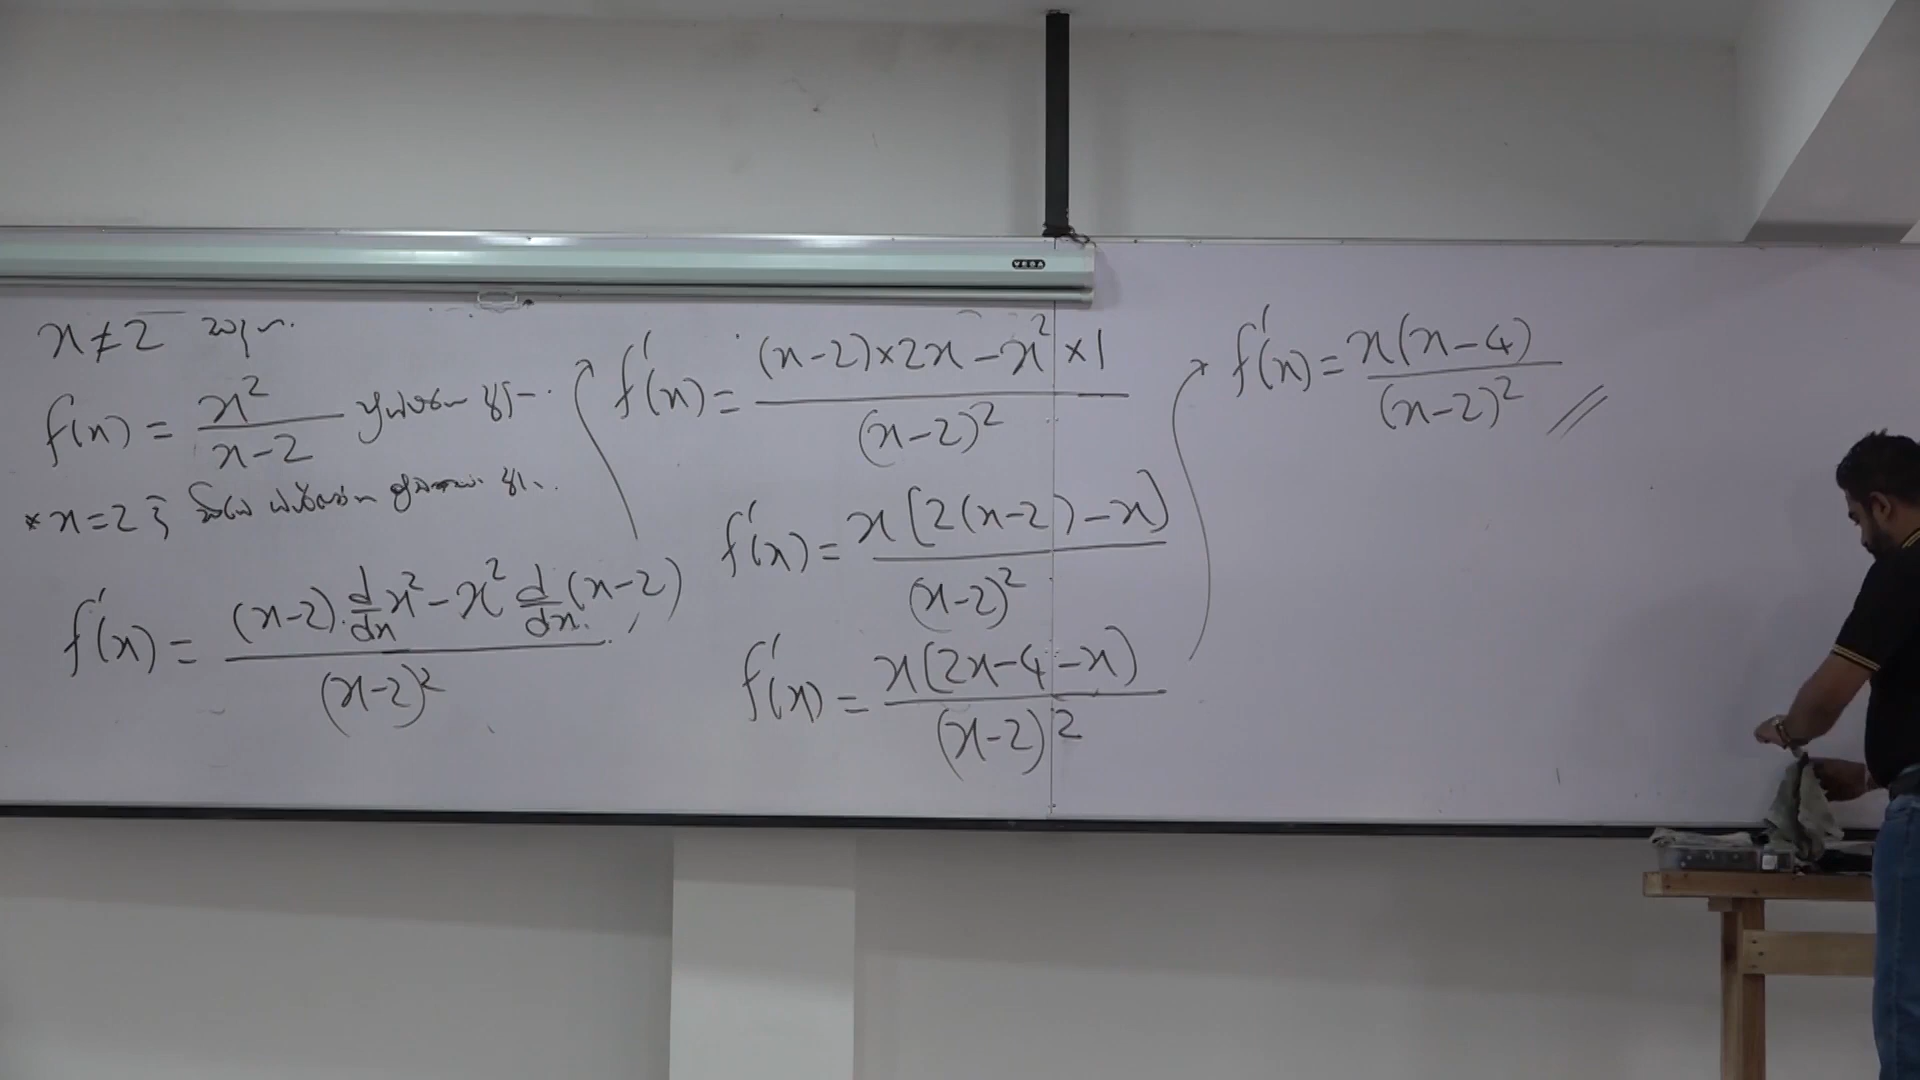 x ≠ 2
f(x) = x² / (x-2)
* x = 2
f'(x) = ((x-2).d/dx x² - x² d/dx (x-2)) / (x-2)²
f'(x) = ((x-2)×2x - x²×1) / (x-2)²
f'(x) = x[2(x-2)-x] / (x-2)²
f'(x) = x(2x-4-x) / (x-2)²
f'(x) = x(x-4) / (x-2)²
VEGA